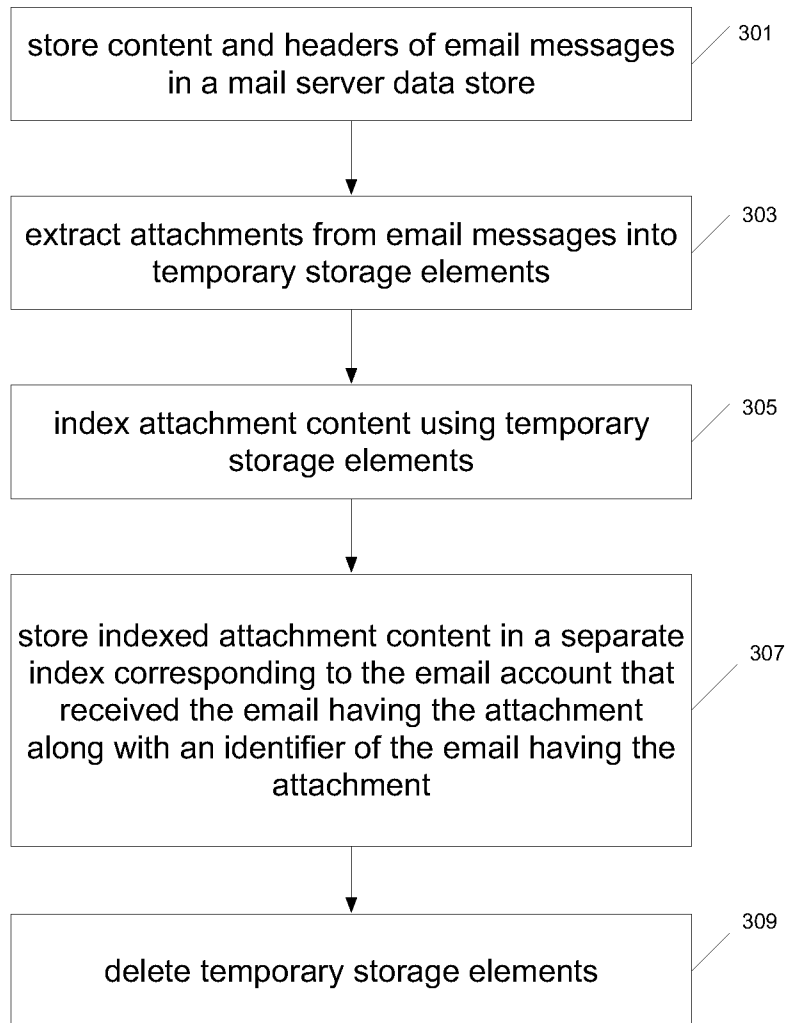 store content and headers of email messages
in a mail server data store
301
extract attachments from email messages into
temporary storage elements
303
index attachment content using temporary
storage elements
305
store indexed attachment content in a separate
index corresponding to the email account that
received the email having the attachment
along with an identifier of the email having the
attachment
307
delete temporary storage elements
309